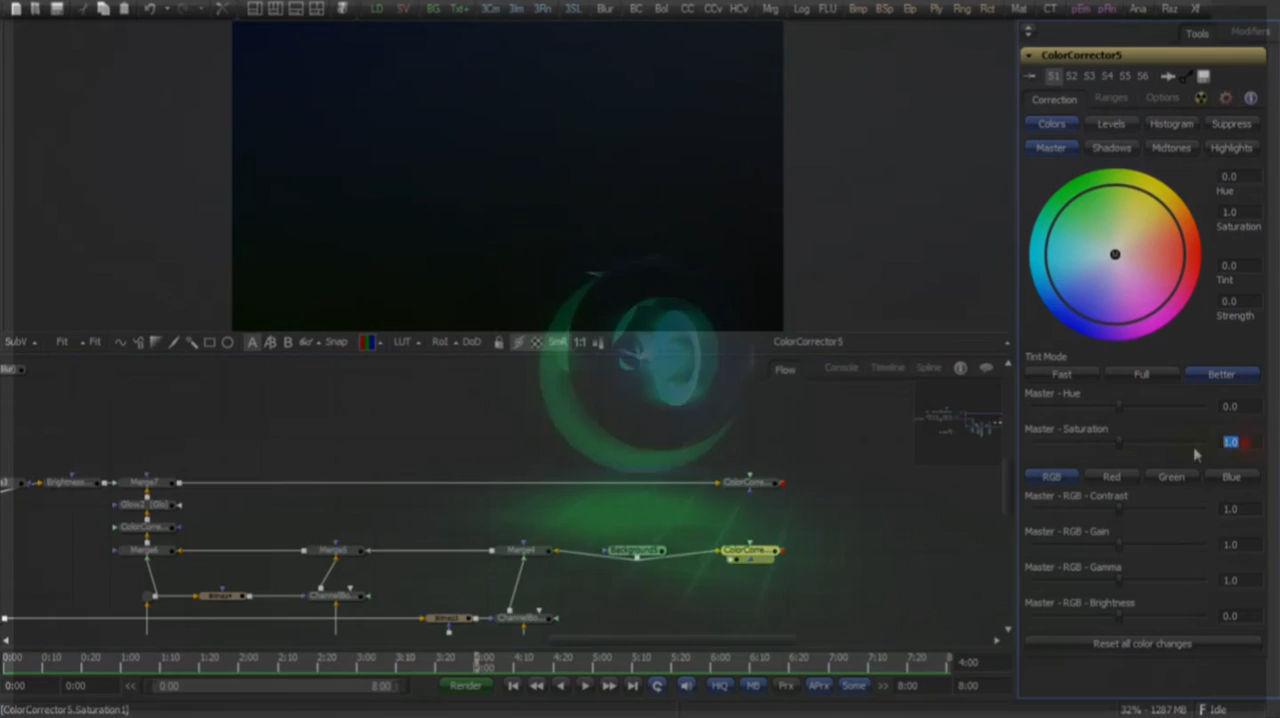 LD SV BG Txt+ 3Cm 3Im 3Rn 3SL Blur BC Bol CC CCv HCv Mrg Log FLU Bmp BSp Elp Ply Rng Rct Mat CT pEm pRn Ana Rsz Xf
Tools Modifiers
ColorCorrector5
S1 S2 S3 S4 S5 S6
Correction Ranges Options
Colors Levels Histogram Suppress
Master Shadows Midtones Highlights
0.0
Hue
1.0
Saturation
0.0
Tint
0.0
Strength
SubV Fit Fit A B Snap LUT RoI DoD SmR 1:1 ColorCorrector5
Tint Mode
Fast Full Better
Flow Console Timeline Spline
Master - Hue
0.0
Master - Saturation
1.0
RGB Red Green Blue
Brightness... Merge7 ColorCorre...
Master - RGB - Contrast
1.0
Glow2 (Glo)
ColorCorre...
Master - RGB - Gain
1.0
Merge6 Merge5 Merge4 Background5 ColorCorre...
Master - RGB - Gamma
1.0
Bitmap4 ChannelBo...
Master - RGB - Brightness
0.0
ChannelBo...
Reset all color changes
0:00 0:10 0:20 1:00 1:10 1:20 2:00 2:10 2:20 3:00 3:10 3:20 4:10 4:20 5:00 5:10 5:20 6:00 6:10 6:20 7:00 7:10 7:20 8 4:00
0:00 0:00 << 0:00 8:00 Render HiQ MB Prx APrx Some >> 8:00 8:00
[ColorCorrector5.Saturation1] 32% - 1287 MB Idle